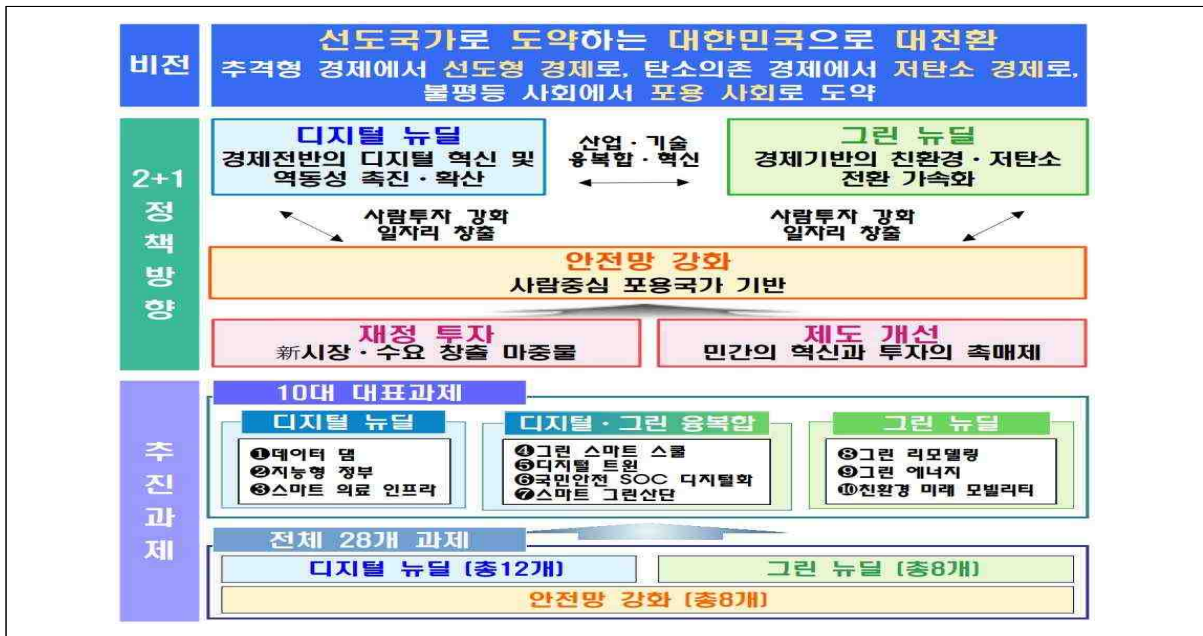 비전
선도국가로 도약하는 대한민국으로 대전환
추격형 경제에서 선도형 경제로, 탄소의존 경제에서 저탄소 경제로,
불평등 사회에서 포용 사회로 도약
2+1
정
책
방
향
디지털 뉴딜
경제전반의 디지털 혁신 및
역동성 촉진·확산
산업·기술
융복합·혁신
그린 뉴딜
경제기반의 친환경·저탄소
전환 가속화
사람투자 강화
일자리 창출
사람투자 강화
일자리 창출
안전망 강화
사람중심 포용국가 기반
재정 투자
新시장·수요 창출 마중물
제도 개선
민간의 혁신과 투자의 촉매제
추
진
과
제
10대 대표과제
디지털 뉴딜
❶데이터 댐
❷지능형 정부
❸스마트 의료 인프라
디지털·그린 융복합
❹그린 스마트 스쿨
❺디지털 트윈
❻국민안전 SOC 디지털화
❼스마트 그린산단
그린 뉴딜
❽그린 리모델링
❾그린 에너지
❿친환경 미래 모빌리티
전체 28개 과제
디지털 뉴딜 (총12개)
그린 뉴딜 (총8개)
안전망 강화 (총8개)